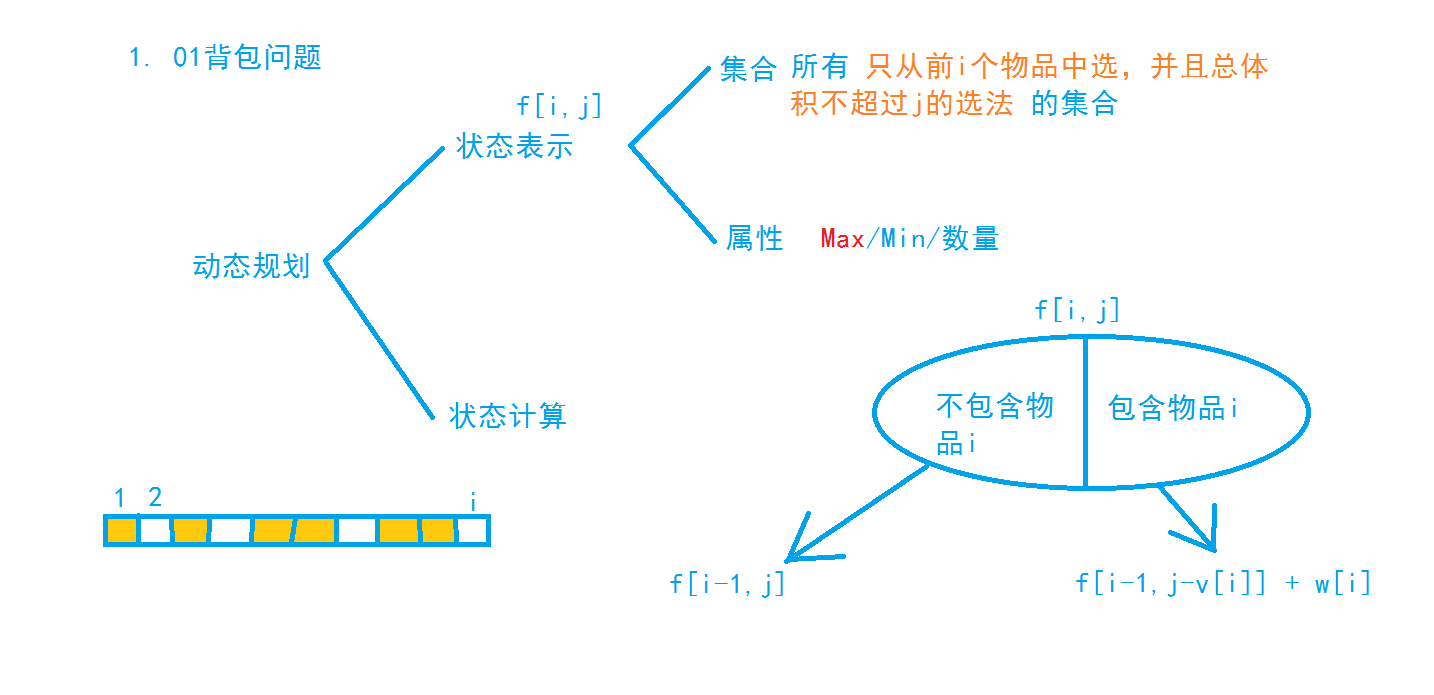 1. 01背包问题
f[i,j]
状态表示
集合 所有 只从前i个物品中选，并且总体
积不超过j的选法 的集合
属性 Max/Min/数量
动态规划
状态计算
f[i,j]
不包含物
品i
包含物品i
1 2 i
f[i-1,j]
f[i-1,j-v[i]] + w[i]